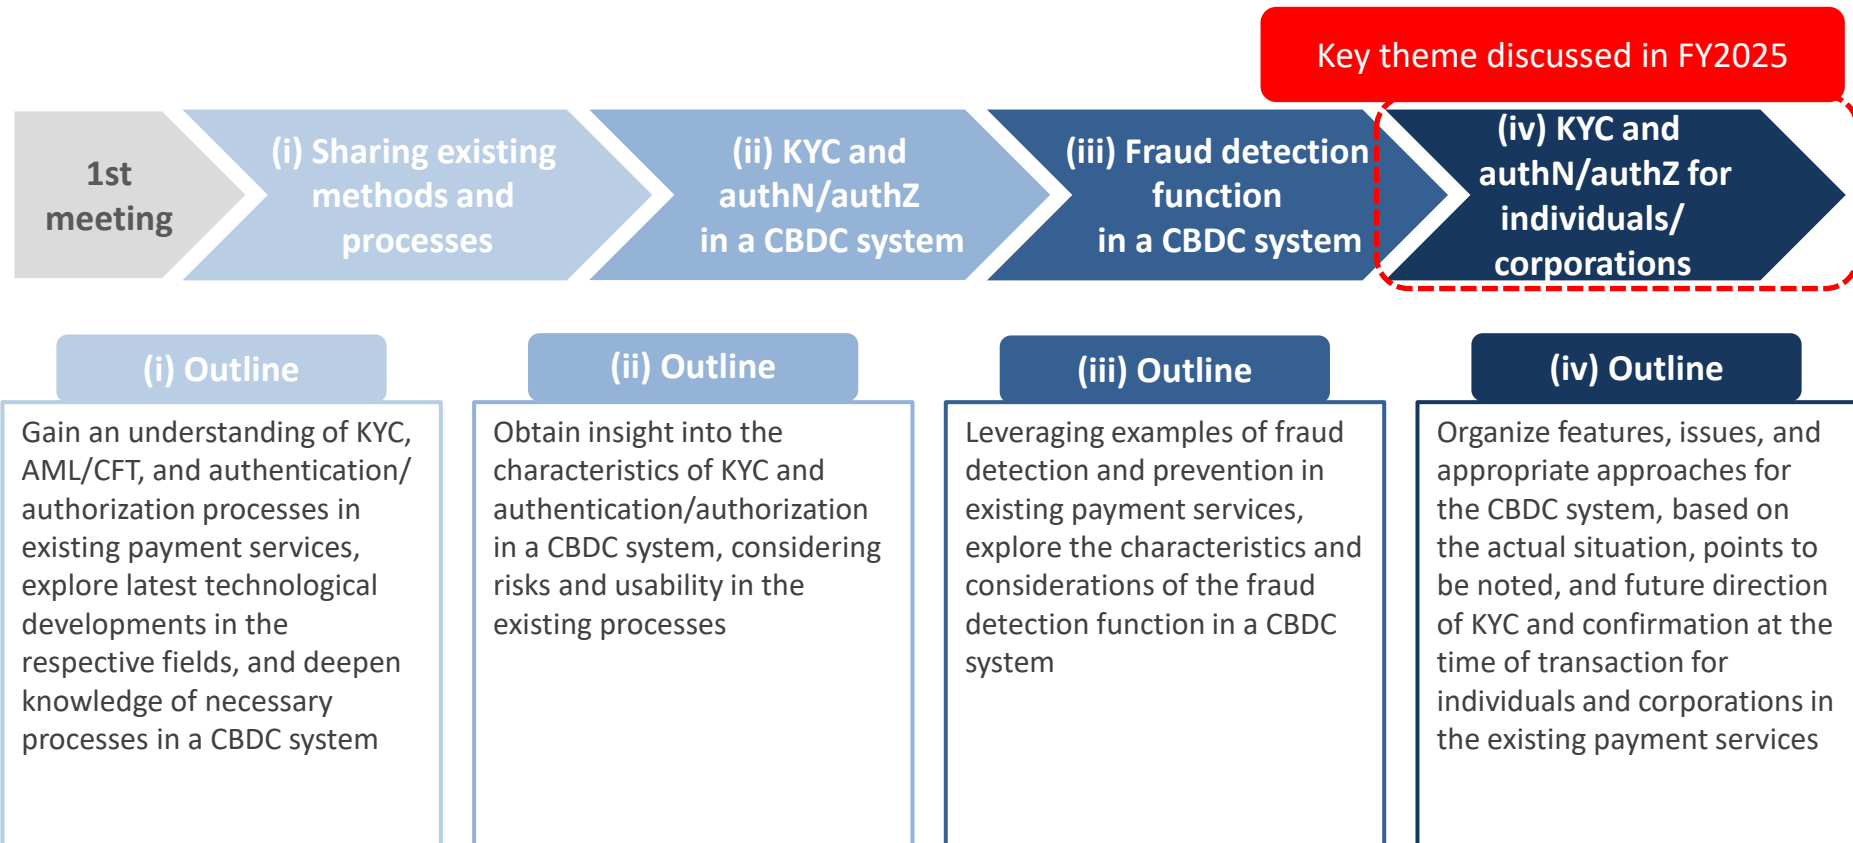 Key theme discussed in FY2025
1st
meeting
(i) Sharing existing
methods and
processes
(ii) KYC and
authN/authZ
in a CBDC system
(iii) Fraud detection
function
in a CBDC system
(iv) KYC and
authN/authZ for
individuals/
corporations
(i) Outline
Gain an understanding of KYC,
AML/CFT, and authentication/
authorization processes in
existing payment services,
explore latest technological
developments in the
respective fields, and deepen
knowledge of necessary
processes in a CBDC system
(ii) Outline
Obtain insight into the
characteristics of KYC and
authentication/authorization
in a CBDC system, considering
risks and usability in the
existing processes
(iii) Outline
Leveraging examples of fraud
detection and prevention in
existing payment services,
explore the characteristics and
considerations of the fraud
detection function in a CBDC
system
(iv) Outline
Organize features, issues, and
appropriate approaches for
the CBDC system, based on
the actual situation, points to
be noted, and future direction
of KYC and confirmation at the
time of transaction for
individuals and corporations in
the existing payment services